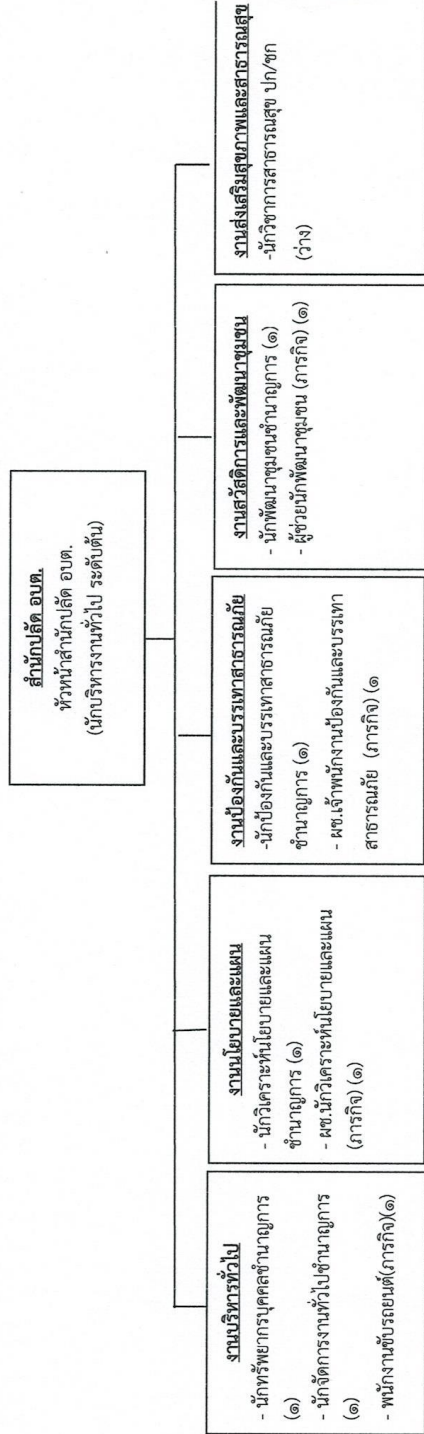 สำนักปลัด อบต.
หัวหน้าสำนักปลัด อบต.
(นักบริหารงานทั่วไป ระดับต้น)
งานบริหารทั่วไป
- นักทรัพยากรบุคคลชำนาญการ
(๑)
- นักจัดการงานทั่วไปชำนาญการ
(๑)
- พนักงานขับรถยนต์(ภารกิจ)(๑)
งานนโยบายและแผน
- นักวิเคราะห์นโยบายและแผน
ชำนาญการ (๑)
- ผช.นักวิเคราะห์นโยบายและแผน
(ภารกิจ) (๑)
งานป้องกันและบรรเทาสาธารณภัย
-นักป้องกันและบรรเทาสาธารณภัย
ชำนาญการ (๑)
- ผช.เจ้าพนักงานป้องกันและบรรเทา
สาธารณภัย (ภารกิจ) (๑
งานสวัสดิการและพัฒนาชุมชน
- นักพัฒนาชุมชนชำนาญการ (๑)
- ผู้ช่วยนักพัฒนาชุมชน (ภารกิจ) (๑)
งานส่งเสริมสุขภาพและสาธารณสุข
-นักวิชาการสาธารณสุข ปก/ชก
(ว่าง)